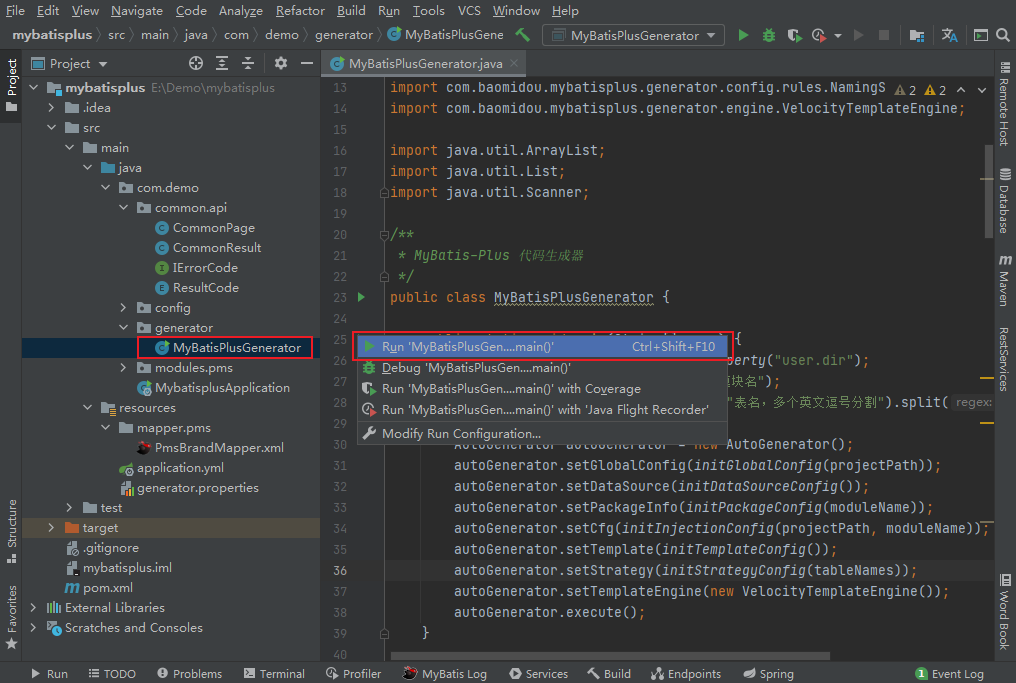 File Edit View Navigate Code Analyze Refactor Build Run Tools VCS Window Help
mybatisplus src main java com demo generator MyBatisPlusGene MyBatisPlusGenerator
Project
MyBatisPlusGenerator.java
mybatisplus E:\Demo\mybatisplus
.idea
src
main
java
com.demo
common.api
CommonPage
CommonResult
IErrorCode
ResultCode
config
generator
MyBatisPlusGenerator
modules.pms
MybatisplusApplication
resources
mapper.pms
PmsBrandMapper.xml
application.yml
generator.properties
test
target
.gitignore
mybatisplus.iml
pom.xml
External Libraries
Scratches and Consoles
13 import com.baomidou.mybatisplus.generator.config.rules.NamingS 2 2
14 import com.baomidou.mybatisplus.generator.engine.VelocityTemplateEngine;
15
16 import java.util.ArrayList;
17 import java.util.List;
18 import java.util.Scanner;
19
20 /**
21 * MyBatis-Plus 代码生成器
22 */
23 public class MyBatisPlusGenerator {
24
25 {
Run 'MyBatisPlusGen....main()' Ctrl+Shift+F10
26 perty("user.dir");
Debug 'MyBatisPlusGen....main()'
27 块名");
Run 'MyBatisPlusGen....main()' with Coverage
28 "表名，多个英文逗号分割").split( regex:
Run 'MyBatisPlusGen....main()' with 'Java Flight Recorder'
29
Modify Run Configuration...
30 AutoGenerator autoGenerator = new AutoGenerator();
31 autoGenerator.setGlobalConfig(initGlobalConfig(projectPath));
32 autoGenerator.setDataSource(initDataSourceConfig());
33 autoGenerator.setPackageInfo(initPackageConfig(moduleName));
34 autoGenerator.setCfg(initInjectionConfig(projectPath, moduleName));
35 autoGenerator.setTemplate(initTemplateConfig());
36 autoGenerator.setStrategy(initStrategyConfig(tableNames));
37 autoGenerator.setTemplateEngine(new VelocityTemplateEngine());
38 autoGenerator.execute();
39 }
40
Project
Structure
Favorites
Remote Host
Database
Maven
RestServices
Word Book
Run TODO Problems Terminal Profiler MyBatis Log Services Build Endpoints Spring 1 Event Log